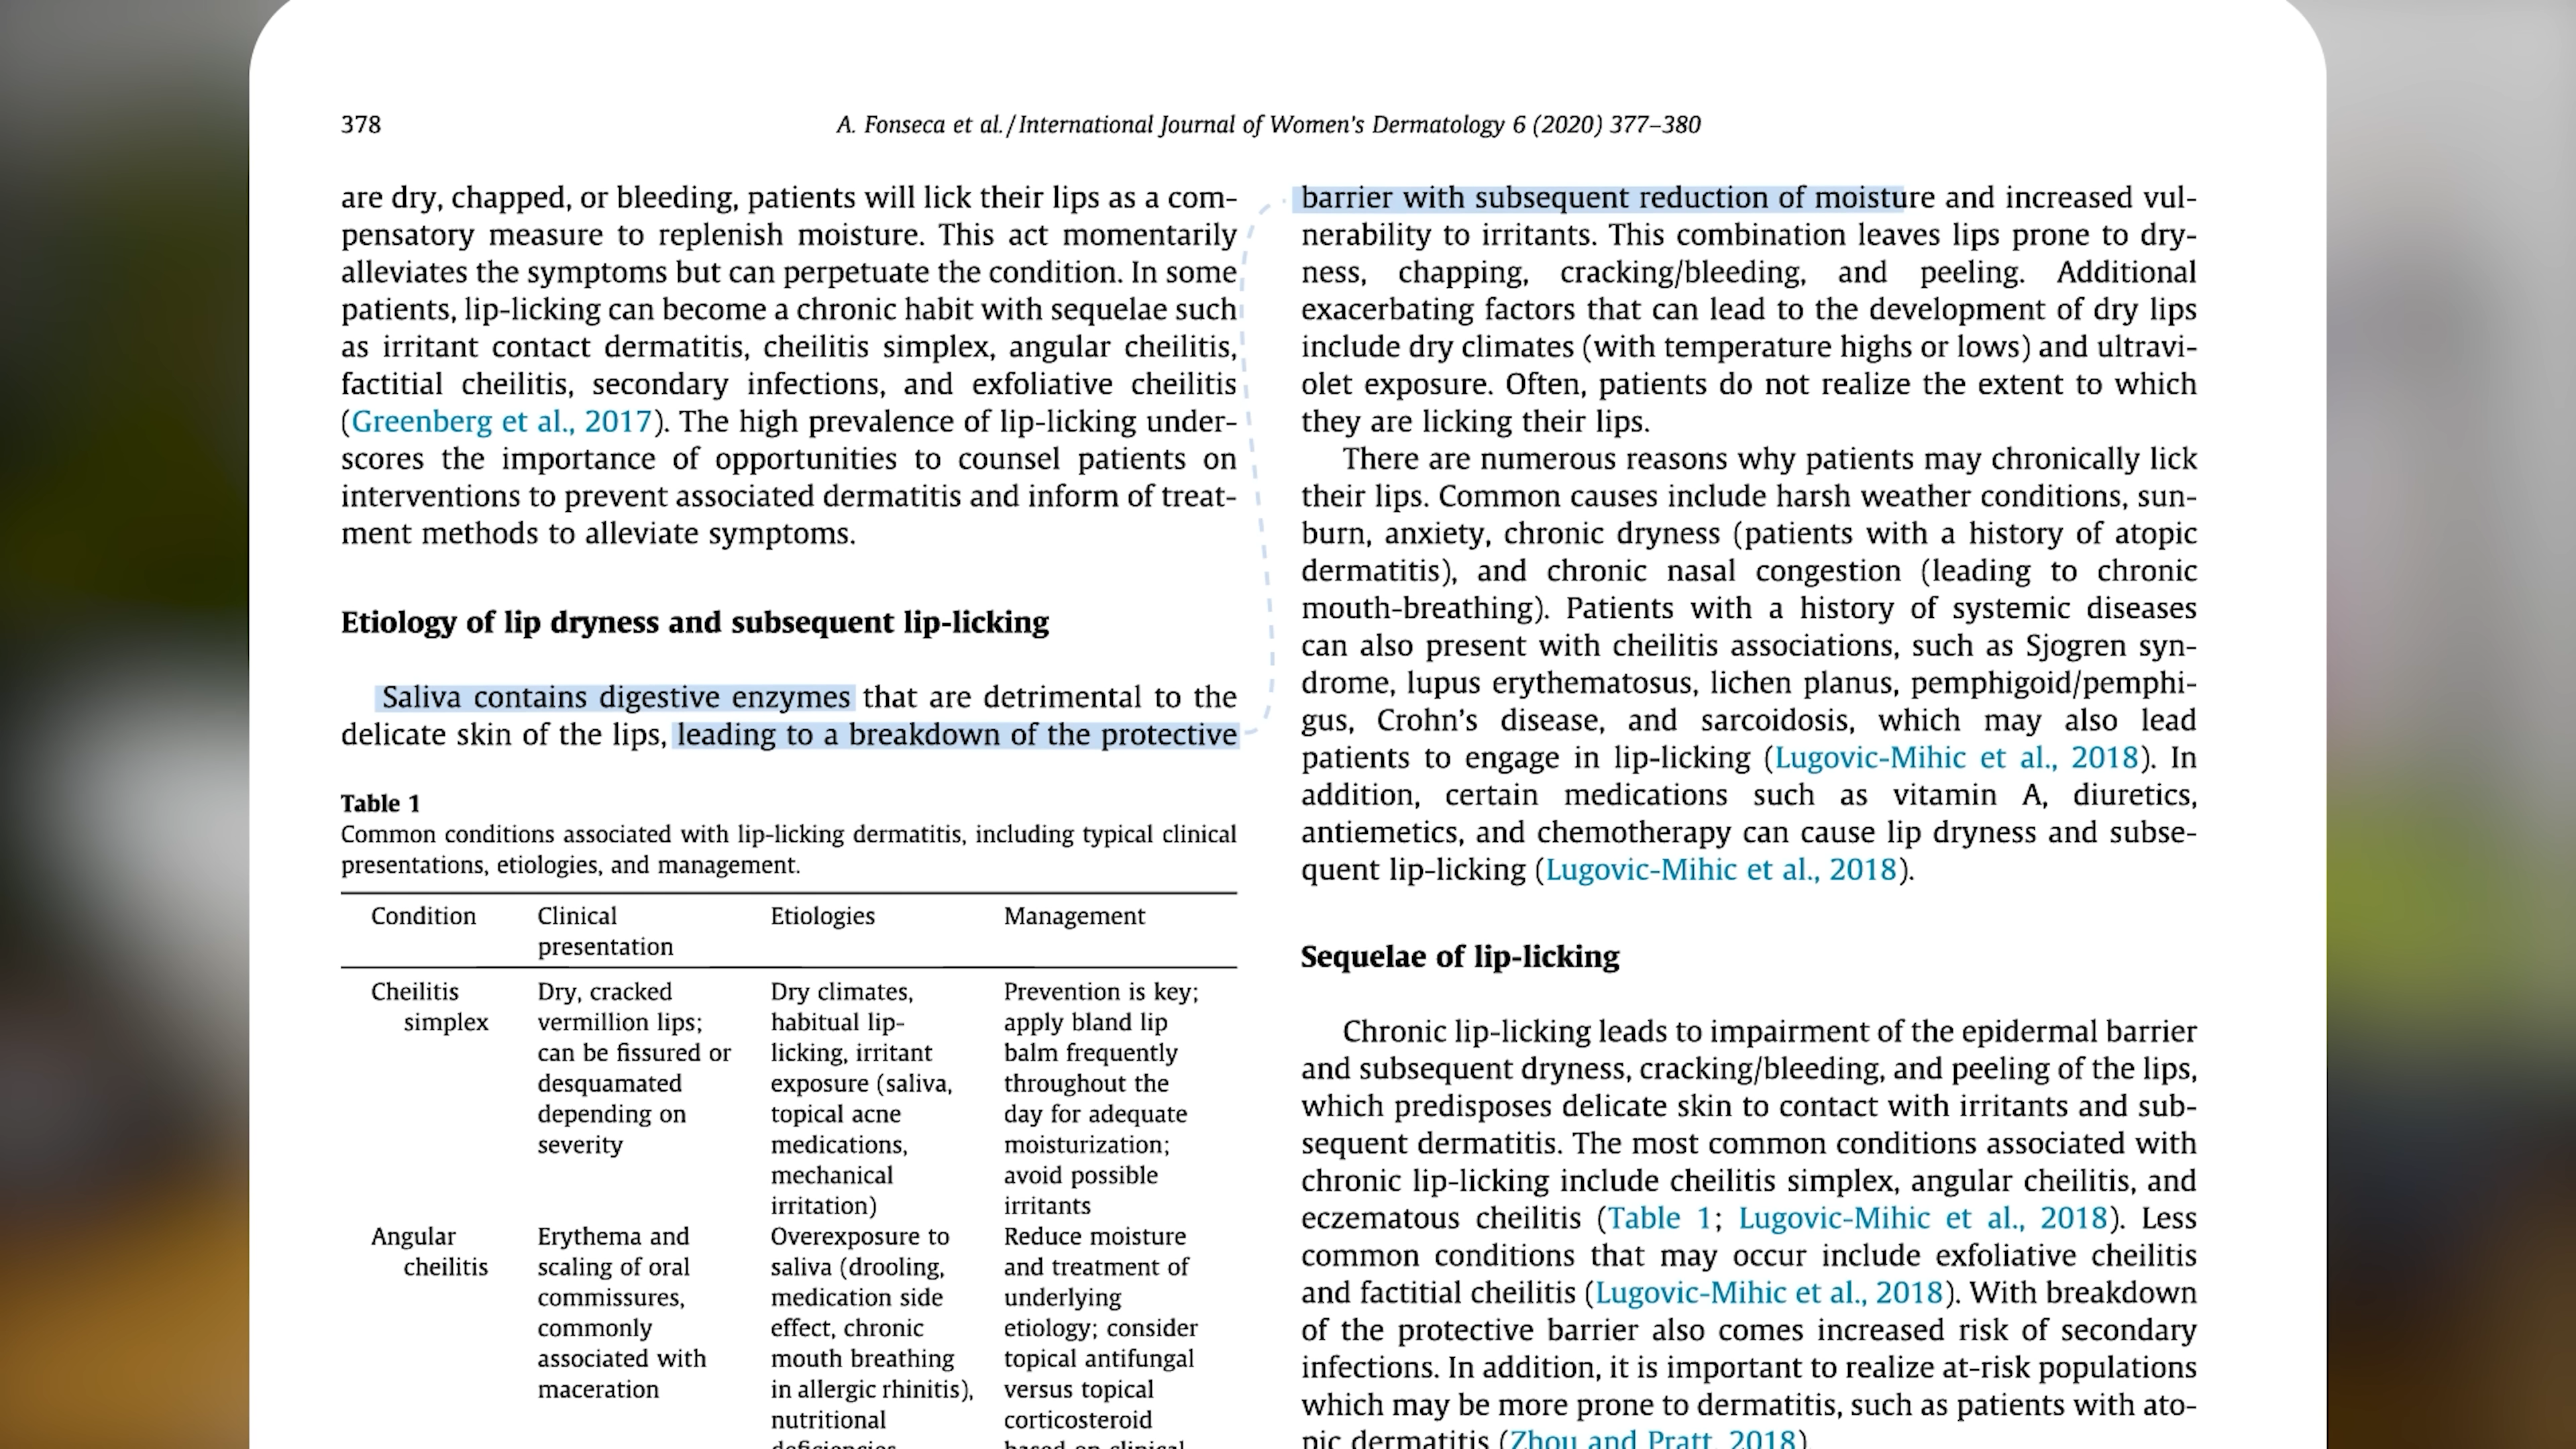 378
A. Fonseca et al./International Journal of Women's Dermatology 6 (2020) 377–380
are dry, chapped, or bleeding, patients will lick their lips as a com-
pensatory measure to replenish moisture. This act momentarily
alleviates the symptoms but can perpetuate the condition. In some
patients, lip-licking can become a chronic habit with sequelae such
as irritant contact dermatitis, cheilitis simplex, angular cheilitis,
factitial cheilitis, secondary infections, and exfoliative cheilitis
(Greenberg et al., 2017). The high prevalence of lip-licking under-
scores the importance of opportunities to counsel patients on
interventions to prevent associated dermatitis and inform of treat-
ment methods to alleviate symptoms.
Etiology of lip dryness and subsequent lip-licking
Saliva contains digestive enzymes that are detrimental to the
delicate skin of the lips, leading to a breakdown of the protective
Table 1
Common conditions associated with lip-licking dermatitis, including typical clinical
presentations, etiologies, and management.
Condition Clinical Etiologies Management
presentation
Cheilitis Dry, cracked Dry climates, Prevention is key;
simplex vermillion lips; habitual lip- apply bland lip
can be fissured or licking, irritant balm frequently
desquamated exposure (saliva, throughout the
depending on topical acne day for adequate
severity medications, moisturization;
mechanical avoid possible
irritation) irritants
Angular Erythema and Overexposure to Reduce moisture
cheilitis scaling of oral saliva (drooling, and treatment of
commissures, medication side underlying
commonly effect, chronic etiology; consider
associated with mouth breathing topical antifungal
maceration in allergic rhinitis), versus topical
nutritional corticosteroid
deficiencies based on clinical
barrier with subsequent reduction of moisture and increased vul-
nerability to irritants. This combination leaves lips prone to dry-
ness, chapping, cracking/bleeding, and peeling. Additional
exacerbating factors that can lead to the development of dry lips
include dry climates (with temperature highs or lows) and ultravi-
olet exposure. Often, patients do not realize the extent to which
they are licking their lips.
There are numerous reasons why patients may chronically lick
their lips. Common causes include harsh weather conditions, sun-
burn, anxiety, chronic dryness (patients with a history of atopic
dermatitis), and chronic nasal congestion (leading to chronic
mouth-breathing). Patients with a history of systemic diseases
can also present with cheilitis associations, such as Sjogren syn-
drome, lupus erythematosus, lichen planus, pemphigoid/pemphi-
gus, Crohn's disease, and sarcoidosis, which may also lead
patients to engage in lip-licking (Lugovic-Mihic et al., 2018). In
addition, certain medications such as vitamin A, diuretics,
antiemetics, and chemotherapy can cause lip dryness and subse-
quent lip-licking (Lugovic-Mihic et al., 2018).
Sequelae of lip-licking
Chronic lip-licking leads to impairment of the epidermal barrier
and subsequent dryness, cracking/bleeding, and peeling of the lips,
which predisposes delicate skin to contact with irritants and sub-
sequent dermatitis. The most common conditions associated with
chronic lip-licking include cheilitis simplex, angular cheilitis, and
eczematous cheilitis (Table 1; Lugovic-Mihic et al., 2018). Less
common conditions that may occur include exfoliative cheilitis
and factitial cheilitis (Lugovic-Mihic et al., 2018). With breakdown
of the protective barrier also comes increased risk of secondary
infections. In addition, it is important to realize at-risk populations
which may be more prone to dermatitis, such as patients with ato-
pic dermatitis (Zhou and Pratt, 2018).